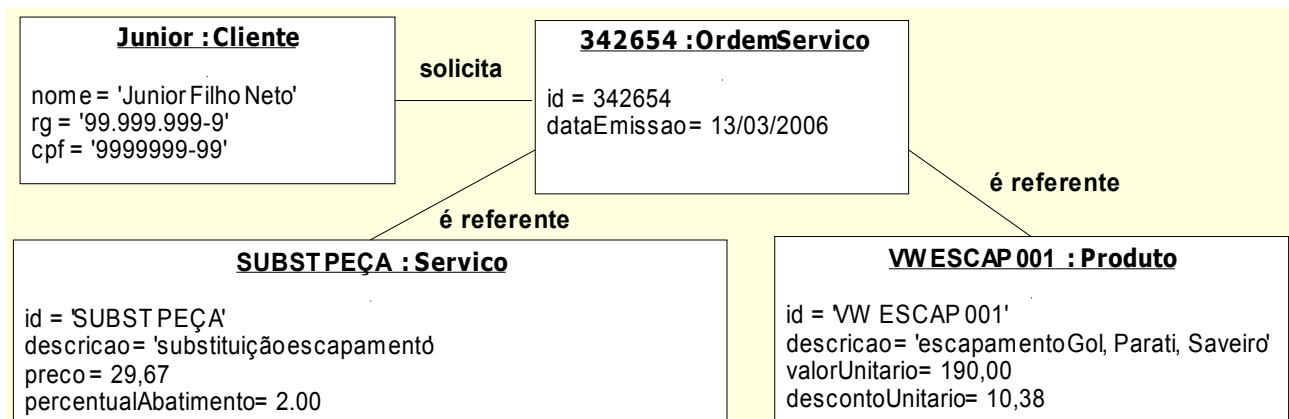 Junior : Cliente
nome = 'Junior Filho Neto'
rg = '99.999.999-9'
cpf = '9999999-99'
solicita
342654 :OrdemServico
id = 342654
dataEmissao= 13/03/2006
é referente
é referente
SUBST PEÇA : Servico
id = 'SUBST PEÇA'
descricao= 'substituição escapamento'
preco= 29,67
percentualAbatimento= 2.00
VW ESCAP 001 : Produto
id = 'VW ESCAP 001'
descricao= 'escapamento Gol, Parati, Saveiro'
valorUnitario= 190,00
descontoUnitario= 10,38